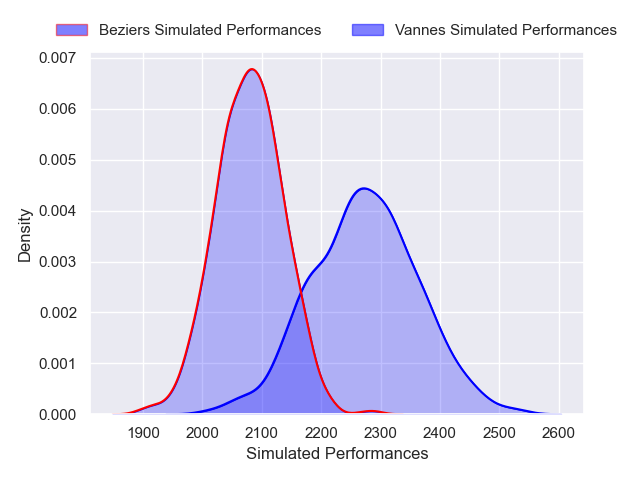 Beziers Simulated Performances
Vannes Simulated Performances
0.007
0.006
0.005
0.004
0.003
0.002
0.001
0.000
Density
1900 2000 2100 2200 2300 2400 2500 2600
Simulated Performances